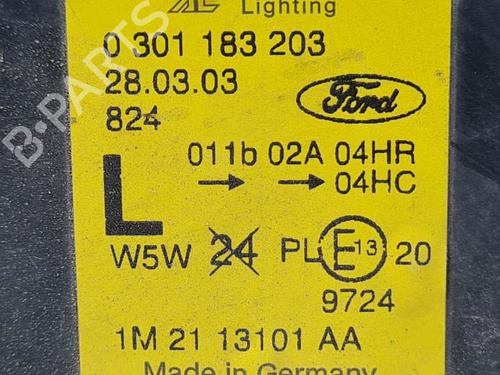 AL Lighting
0 301 183 203
28.03.03
824
Ford
011b 02A 04HR
→ → 04HC
L
W5W 24 PL E 13 20
9724
1M 21 13101 AA
Made in Germany
B-PARTS